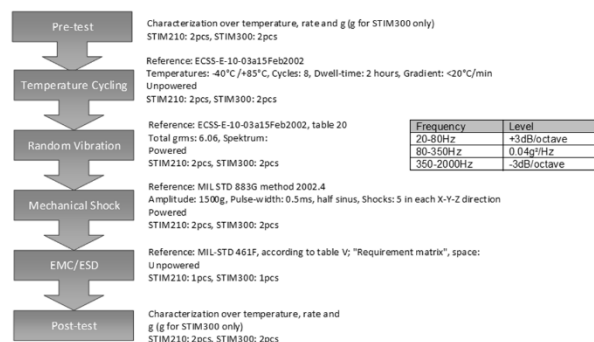 Pre-test
Characterization over temperature, rate and g (g for STIM300 only)
STIM210: 2pcs, STIM300: 2pcs
Temperature Cycling
Reference: ECSS-E-10-03a15Feb2002
Temperatures: -40°C /+85°C, Cycles: 8, Dwell-time: 2 hours, Gradient: <20°C/min
Unpowered
STIM210: 2pcs, STIM300: 2pcs
Random Vibration
Reference: ECSS-E-10-03a15Feb2002, table 20
Total grms: 6.06, Spektrum:
Powered
STIM210: 2pcs, STIM300: 2pcs
Frequency Level
20-80Hz +3dB/octave
80-350Hz 0.04g²/Hz
350-2000Hz -3dB/octave
Mechanical Shock
Reference: MIL STD 883G method 2002.4
Amplitude: 1500g, Pulse-width: 0.5ms, half sinus, Shocks: 5 in each X-Y-Z direction
Powered
STIM210: 2pcs, STIM300: 2pcs
EMC/ESD
Reference: MIL-STD 461F, according to table V; "Requirement matrix", space:
Unpowered
STIM210: 1pcs, STIM300: 1pcs
Post-test
Characterization over temperature, rate and
g (g for STIM300 only)
STIM210: 2pcs, STIM300: 2pcs